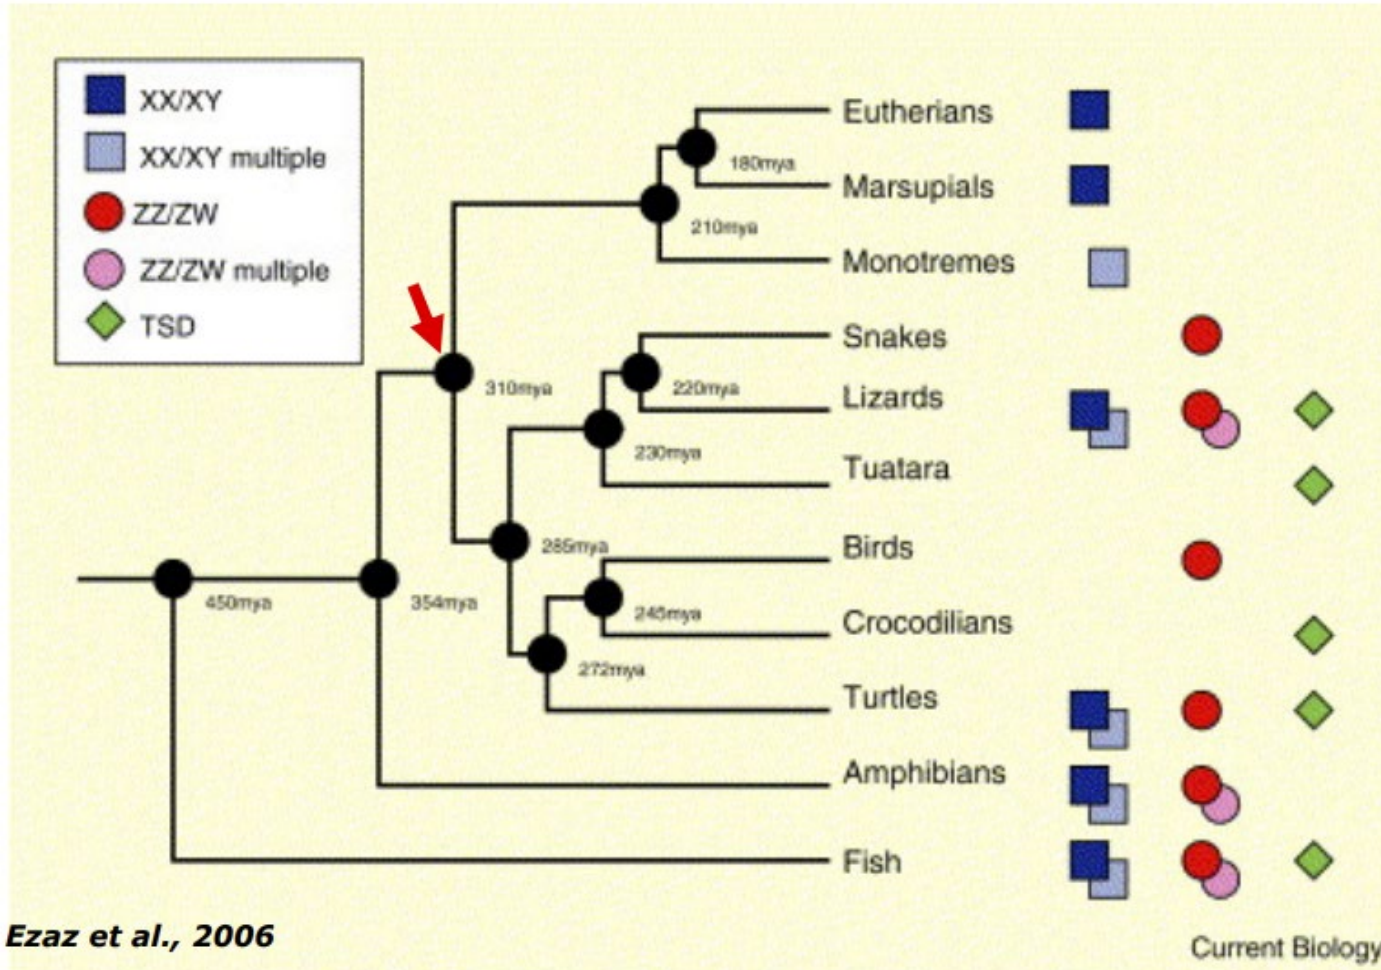 XX/XY
XX/XY multiple
ZZ/ZW
ZZ/ZW multiple
TSD
Eutherians
180mya
Marsupials
210mya
Monotremes
Snakes
310mya
220mya
Lizards
230mya
Tuatara
285mya
Birds
450mya
354mya
245mya
Crocodilians
272mya
Turtles
Amphibians
Fish
Ezaz et al., 2006
Current Biology